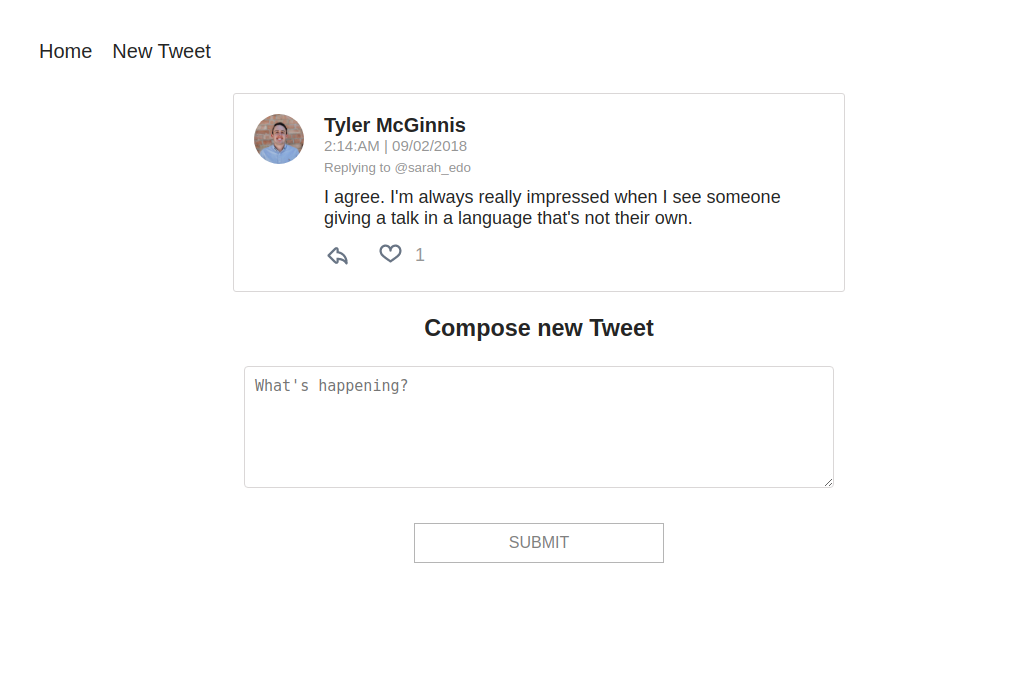 Home New Tweet
Tyler McGinnis
2:14:AM | 09/02/2018
Replying to @sarah_edo
I agree. I'm always really impressed when I see someone
giving a talk in a language that's not their own.
1
Compose new Tweet
What's happening?
SUBMIT